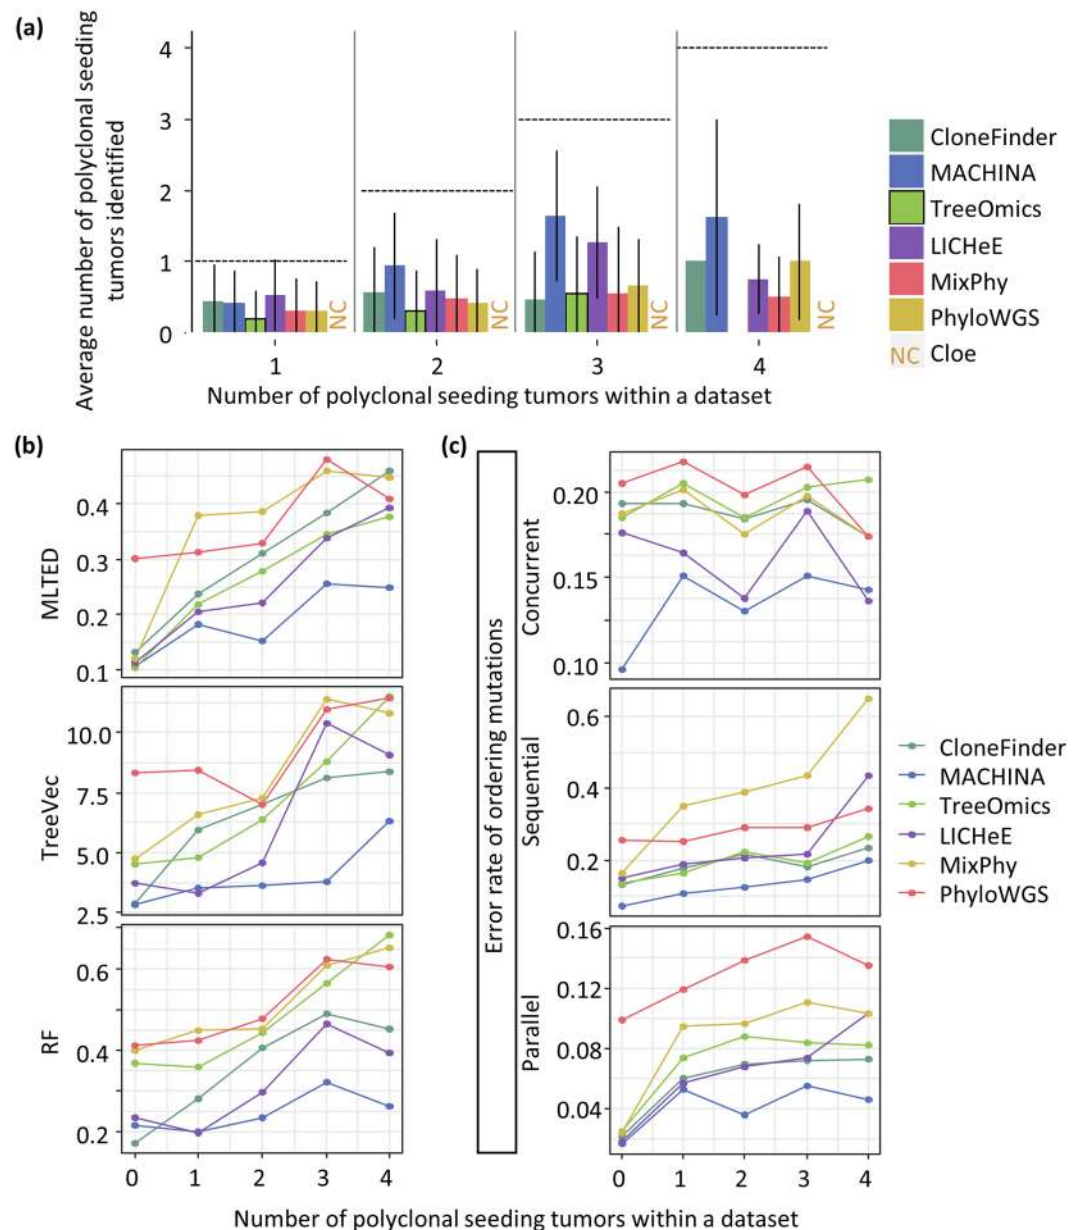 (a)
Average number of polyclonal seeding
tumors identified
4
3
2
1
0
NC
NC
NC
NC
1
2
3
4
Number of polyclonal seeding tumors within a dataset
CloneFinder
MACHINA
TreeOmics
LICHeE
MixPhy
PhyloWGS
NC Cloe
(b)
MLTED
0.4
0.3
0.2
0.1
TreeVec
10.0
7.5
5.0
2.5
RF
0.6
0.4
0.2
0
1
2
3
4
(c)
Error rate of ordering mutations
Concurrent
0.20
0.15
0.10
Sequential
0.6
0.4
0.2
Parallel
0.16
0.12
0.08
0.04
0
1
2
3
4
CloneFinder
MACHINA
TreeOmics
LICHeE
MixPhy
PhyloWGS
Number of polyclonal seeding tumors within a dataset